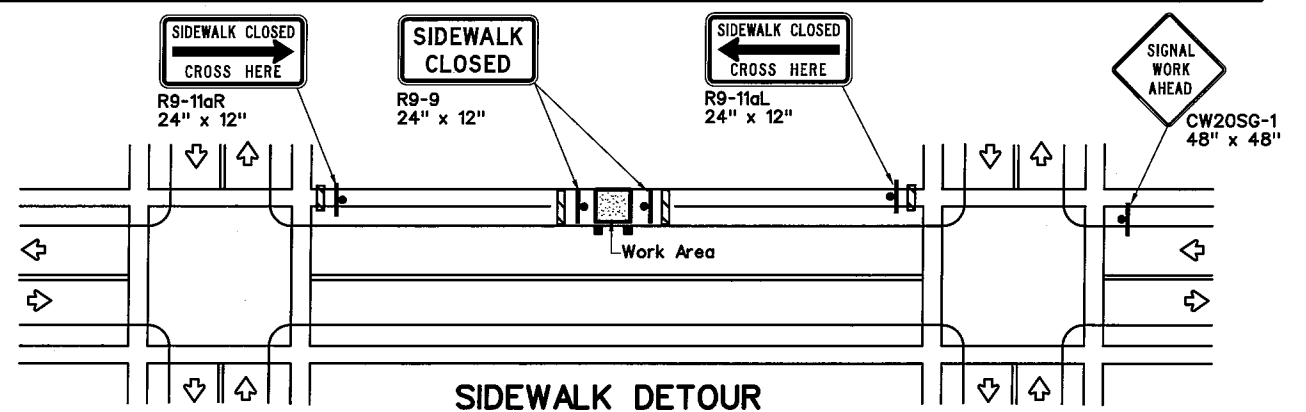 SIDEWALK CLOSED
CROSS HERE
R9-11aR
24" x 12"
SIDEWALK
CLOSED
R9-9
24" x 12"
SIDEWALK CLOSED
CROSS HERE
R9-11aL
24" x 12"
SIGNAL
WORK
AHEAD
CW20SG-1
48" x 48"
Work Area
SIDEWALK DETOUR